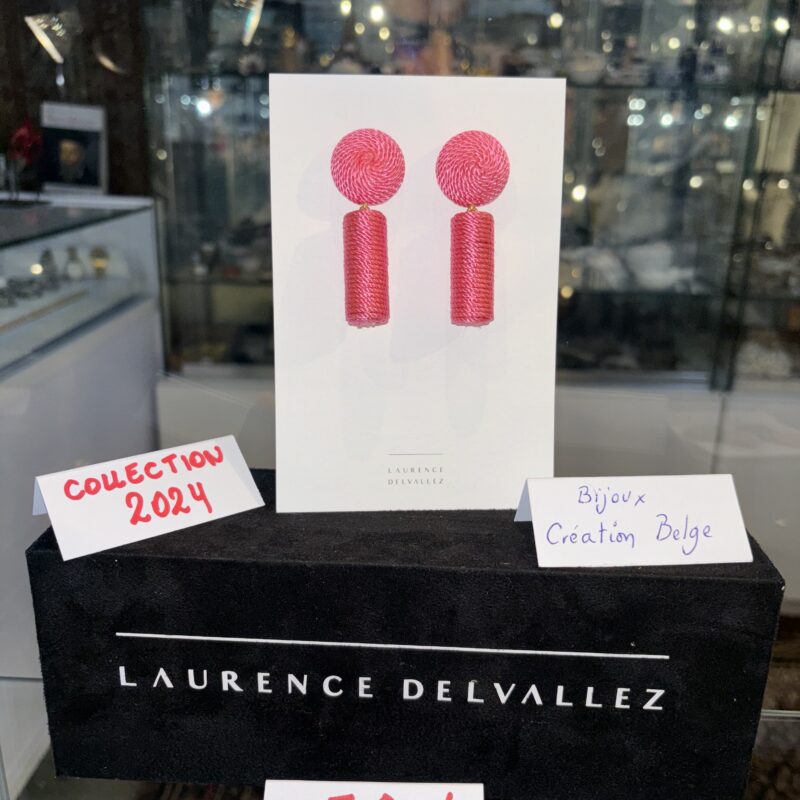 LAURENCE
DELVALLEZ
COLLECTION
2024
Bijoux
Création Belge
LAURENCE DELVALLEZ